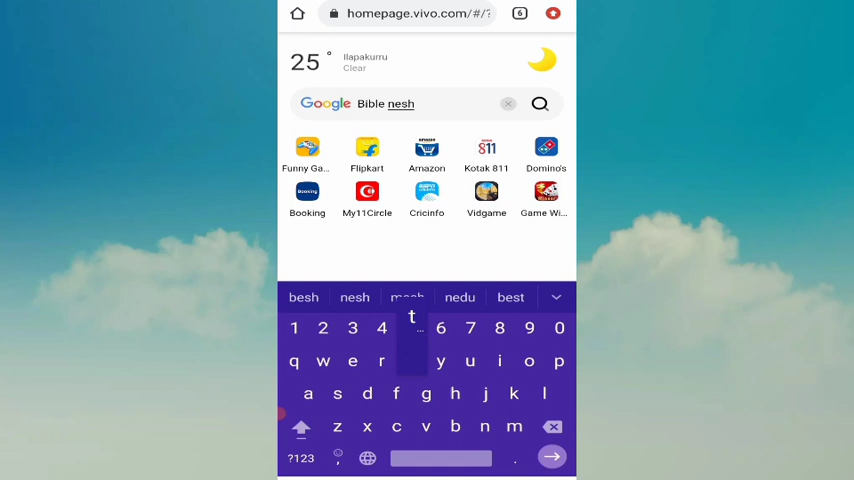 homepage.vivo.com/#/?
6
25°
Ilapakurru
Clear
Google Bible nesh
Funny Ga... Flipkart Amazon Kotak 811 Domino's
Booking My11Circle Cricinfo Vidgame Game Wi...
besh nesh nedu best
t
...
1 2 3 4 6 7 8 9 0
q w e r y u i o p
a s d f g h j k l
z x c v b n m
?123 , .